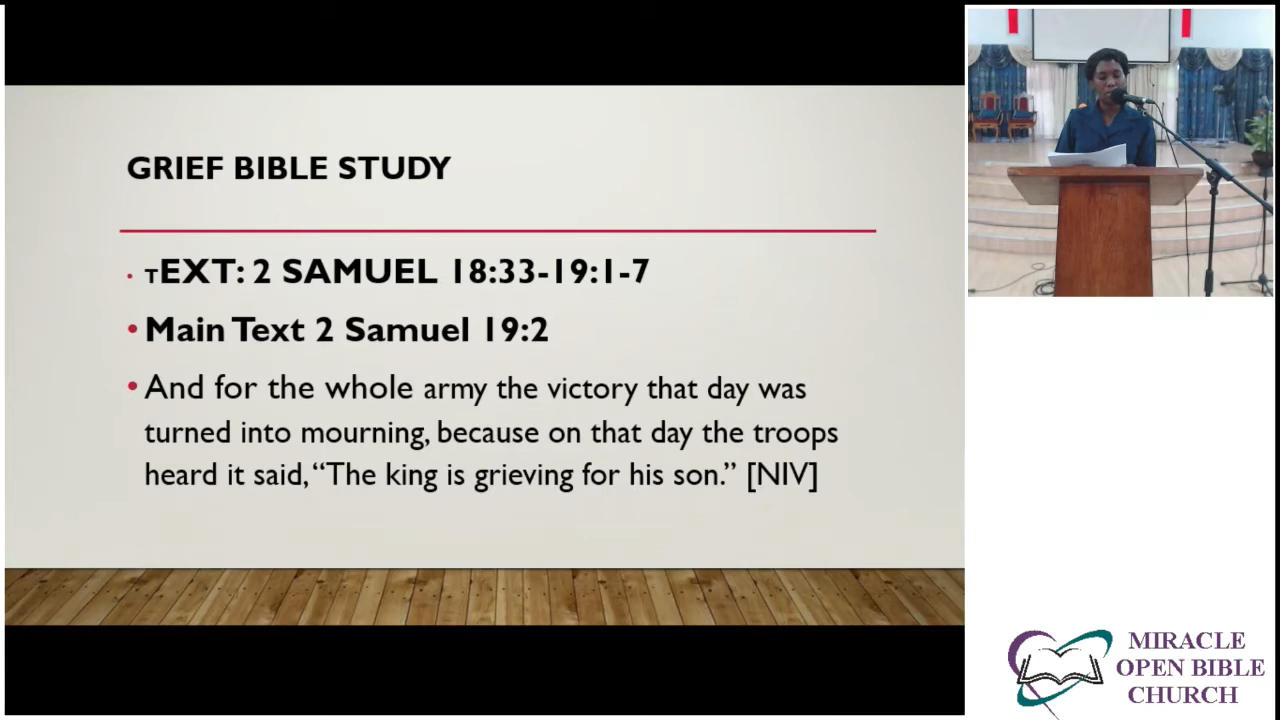 GRIEF BIBLE STUDY
• TEXT: 2 SAMUEL 18:33-19:1-7
• Main Text 2 Samuel 19:2
• And for the whole army the victory that day was
turned into mourning, because on that day the troops
heard it said, “The king is grieving for his son.” [NIV]
MIRACLE
OPEN BIBLE
CHURCH